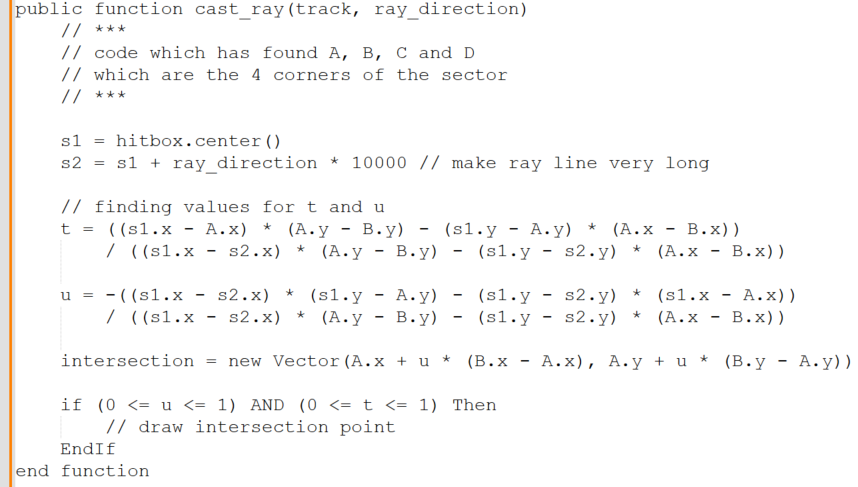 public function cast_ray(track, ray_direction)
// ***
// code which has found A, B, C and D
// which are the 4 corners of the sector
// ***
s1 = hitbox.center()
s2 = s1 + ray_direction * 10000 // make ray line very long
// finding values for t and u
t = ((s1.x - A.x) * (A.y - B.y) - (s1.y - A.y) * (A.x - B.x))
/ ((s1.x - s2.x) * (A.y - B.y) - (s1.y - s2.y) * (A.x - B.x))
u = -((s1.x - s2.x) * (s1.y - A.y) - (s1.y - s2.y) * (s1.x - A.x))
/ ((s1.x - s2.x) * (A.y - B.y) - (s1.y - s2.y) * (A.x - B.x))
intersection = new Vector(A.x + u * (B.x - A.x), A.y + u * (B.y - A.y))
if (0 <= u <= 1) AND (0 <= t <= 1) Then
// draw intersection point
EndIf
end function